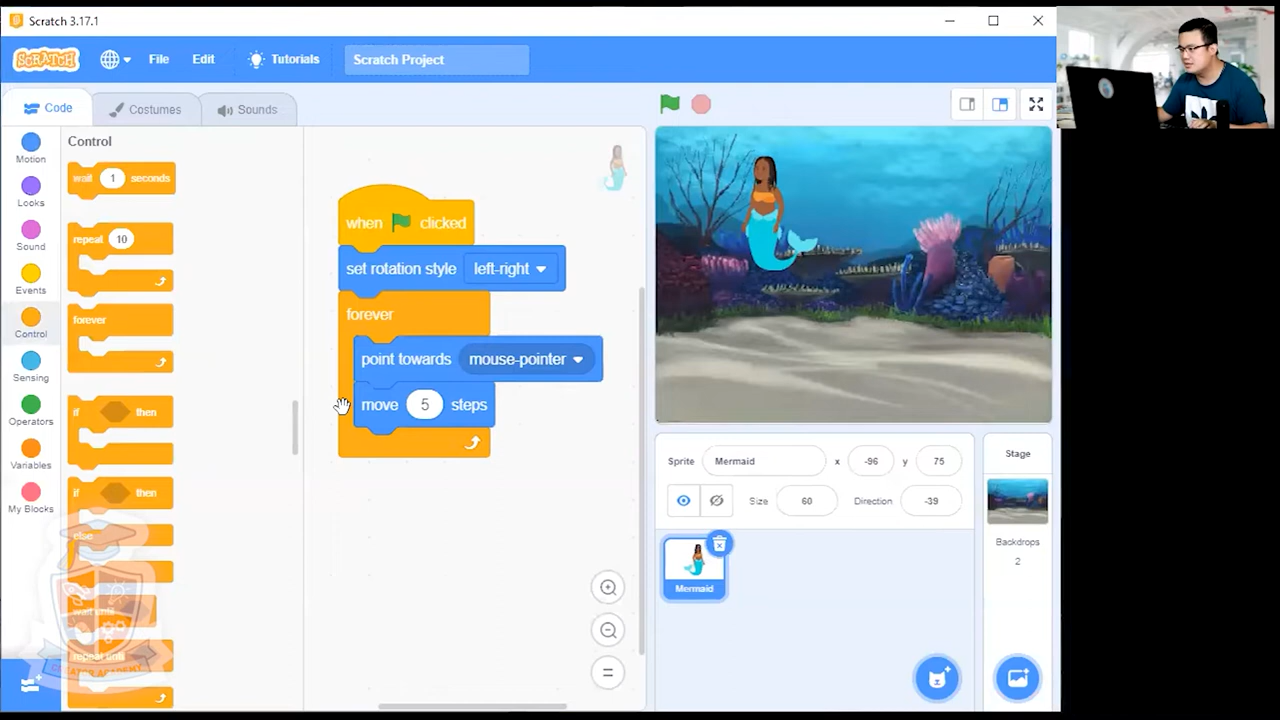 Scratch 3.17.1
SCRATCH
File
Edit
Tutorials
Scratch Project
Code
Costumes
Sounds
Motion
Looks
Sound
Events
Control
Sensing
Operators
Variables
My Blocks
Control
wait 1 seconds
repeat 10
forever
if then
if then
else
repeat until
when clicked
set rotation style left-right
forever
point towards mouse-pointer
move 5 steps
Sprite Mermaid x -96 y 75
Size 60 Direction -39
Mermaid
Stage
Backdrops
2